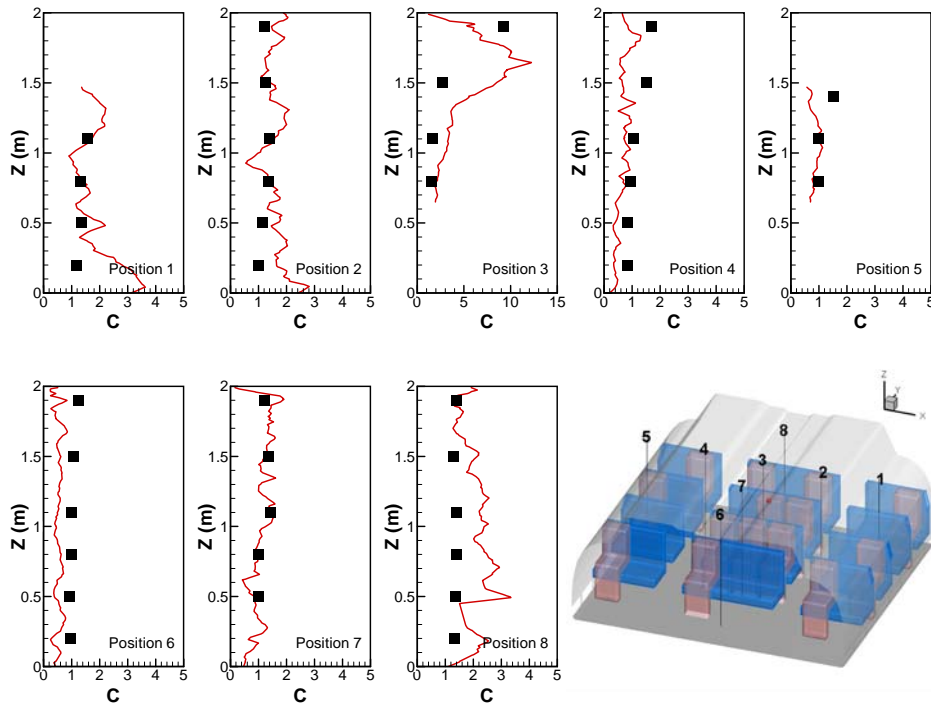 2
1.5
1
0.5
0
Z (m)
0 1 2 3 4 5
C
Position 1
2
1.5
1
0.5
0
Z (m)
0 1 2 3 4 5
C
Position 2
2
1.5
1
0.5
0
Z (m)
0 5 10 15
C
Position 3
2
1.5
1
0.5
0
Z (m)
0 1 2 3 4 5
C
Position 4
2
1.5
1
0.5
0
Z (m)
0 1 2 3 4 5
C
Position 5
2
1.5
1
0.5
0
Z (m)
0 1 2 3 4 5
C
Position 6
2
1.5
1
0.5
0
Z (m)
0 1 2 3 4 5
C
Position 7
2
1.5
1
0.5
0
Z (m)
0 1 2 3 4 5
C
Position 8
Z
Y
X
5 4 3 8 2 1
7
6